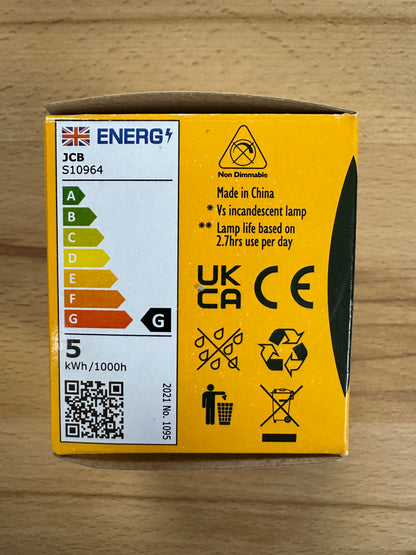 ENERG
JCB
S10964
A
B
C
D
E
F
G
G
5
kWh/1000h
2021 No. 1095
Non Dimmable
Made in China
* Vs incandescent lamp
** Lamp life based on
2.7hrs use per day
UK
CA
CE